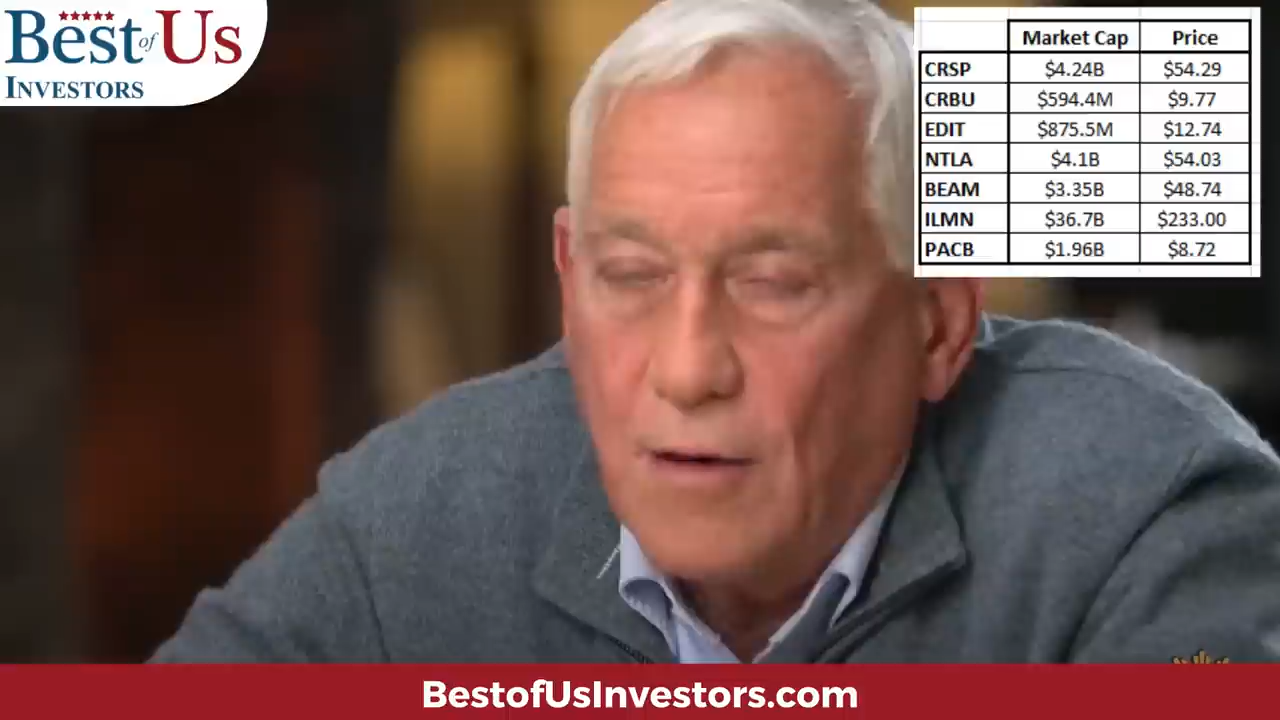 Best of Us
INVESTORS
Market Cap Price
CRSP $4.24B $54.29
CRBU $594.4M $9.77
EDIT $875.5M $12.74
NTLA $4.1B $54.03
BEAM $3.35B $48.74
ILMN $36.7B $233.00
PACB $1.96B $8.72
BestofUsInvestors.com